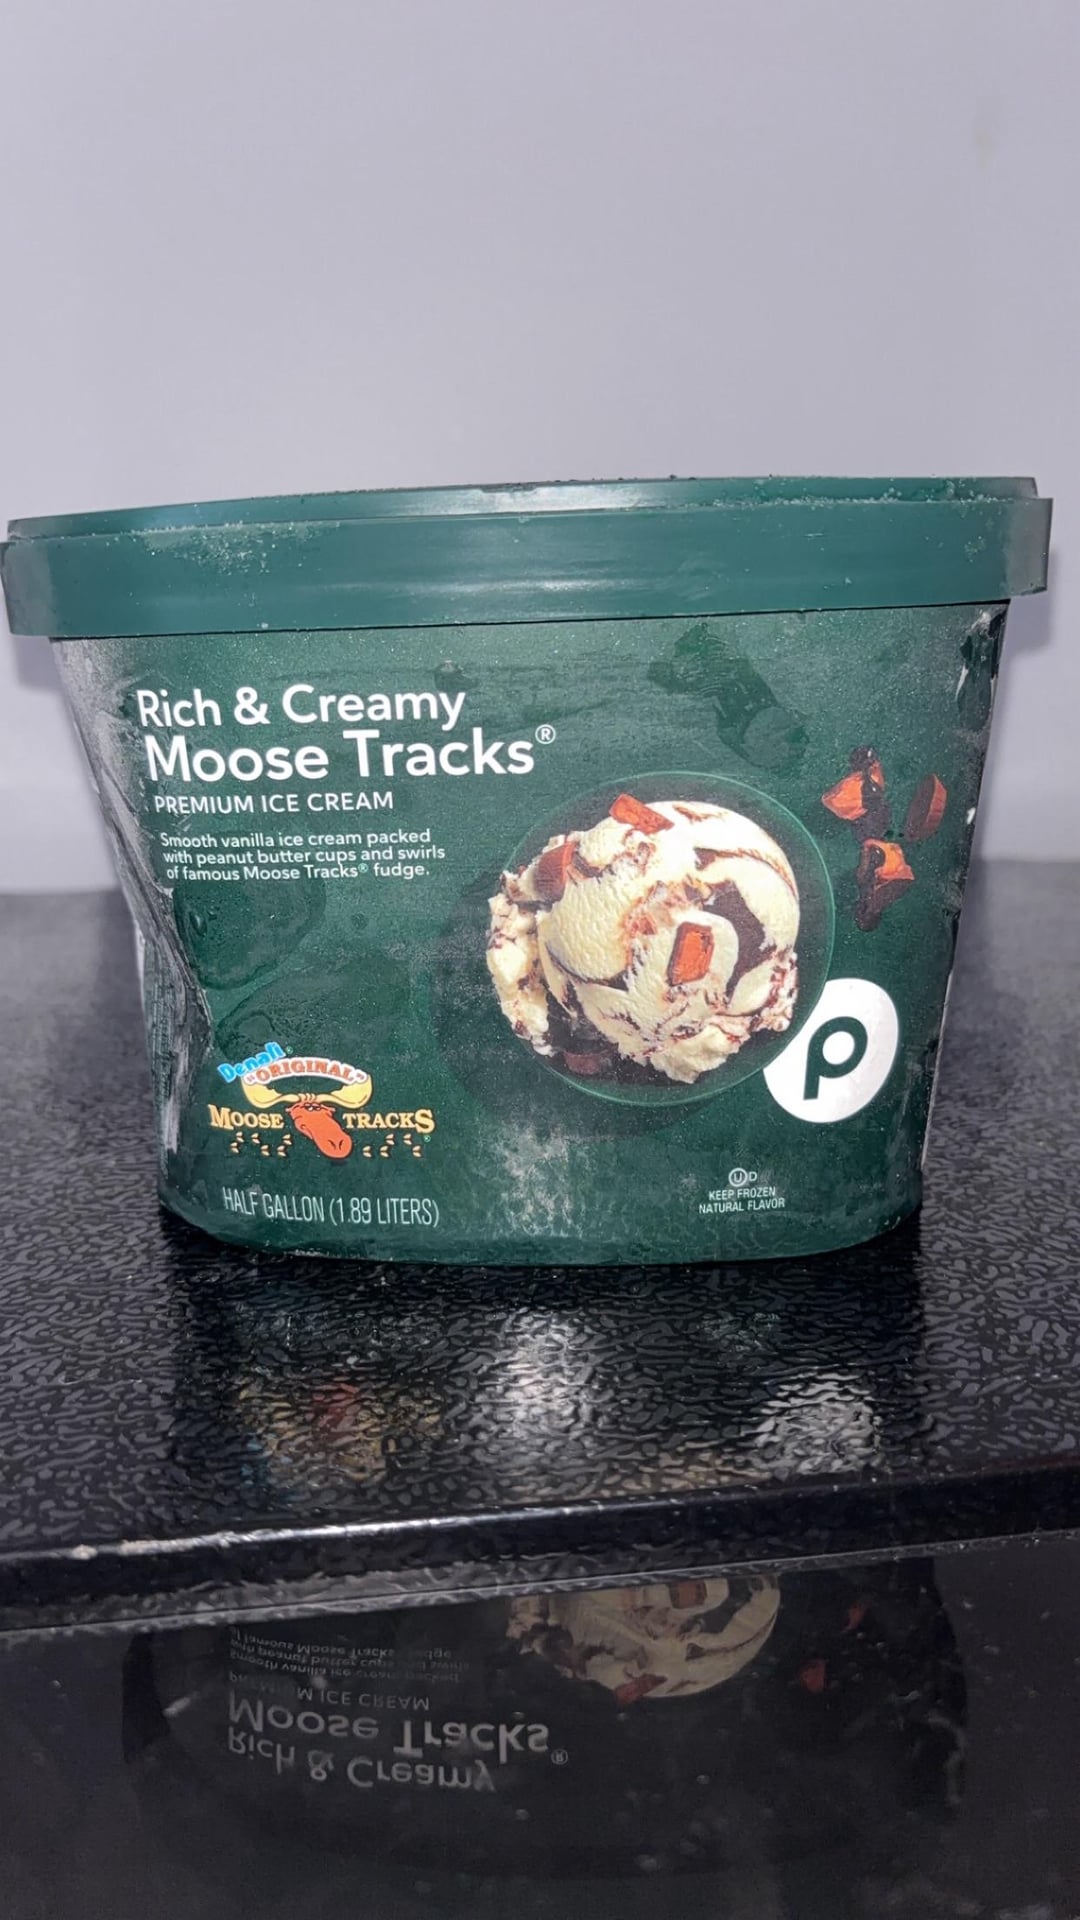 Rich & Creamy
Moose Tracks®
PREMIUM ICE CREAM
Smooth vanilla ice cream packed
with peanut butter cups and swirls
of famous Moose Tracks® fudge.
Denali®
"ORIGINAL"
MOOSE TRACKS®
HALF GALLON (1.89 LITERS)
P
U D
KEEP FROZEN
NATURAL FLAVOR